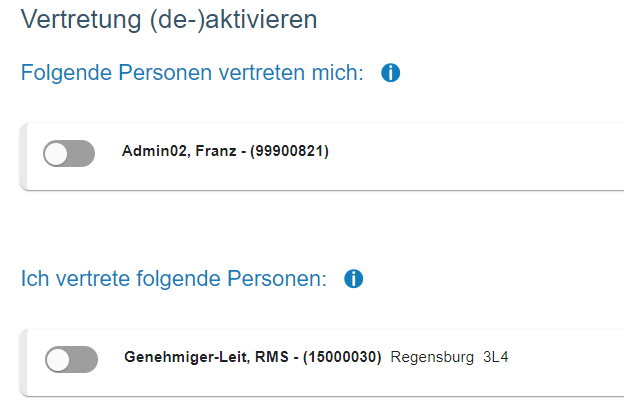 Vertretung (de-)aktivieren
Folgende Personen vertreten mich:
Admin02, Franz - (99900821)
Ich vertrete folgende Personen:
Genehmiger-Leit, RMS - (15000030) Regensburg 3L4